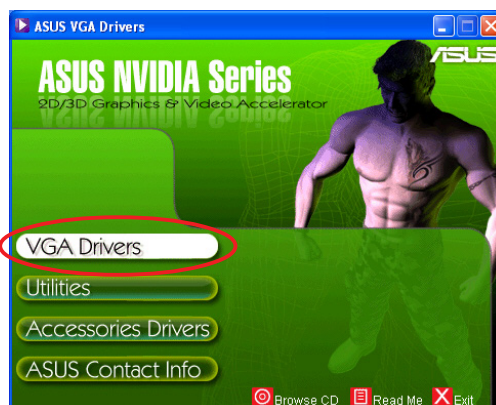 ASUS VGA Drivers
ASUS
ASUS NVIDIA Series
2D/3D Graphics & Video Accelerator
VGA Drivers
Utilities
Accessories Drivers
ASUS Contact Info
Browse CD Read Me Exit